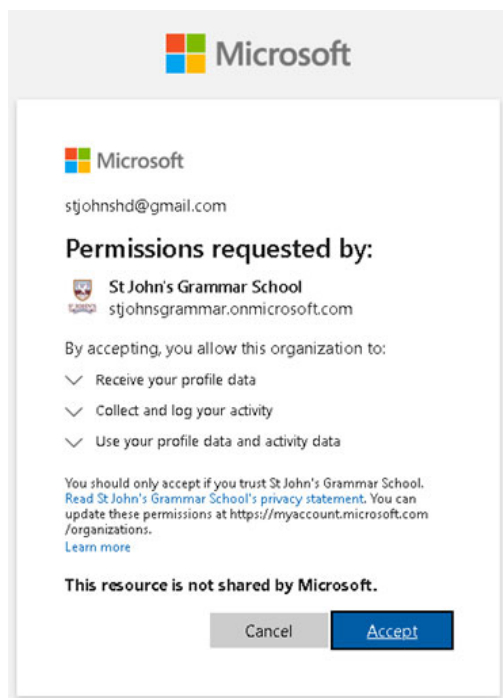 Microsoft
Microsoft
stjohnshd@gmail.com
Permissions requested by:
St John's Grammar School
stjohnsgrammar.onmicrosoft.com
By accepting, you allow this organization to:
Receive your profile data
Collect and log your activity
Use your profile data and activity data
You should only accept if you trust St John's Grammar School.
Read St John's Grammar School's privacy statement. You can
update these permissions at https://myaccount.microsoft.com
/organizations.
Learn more
This resource is not shared by Microsoft.
Cancel Accept